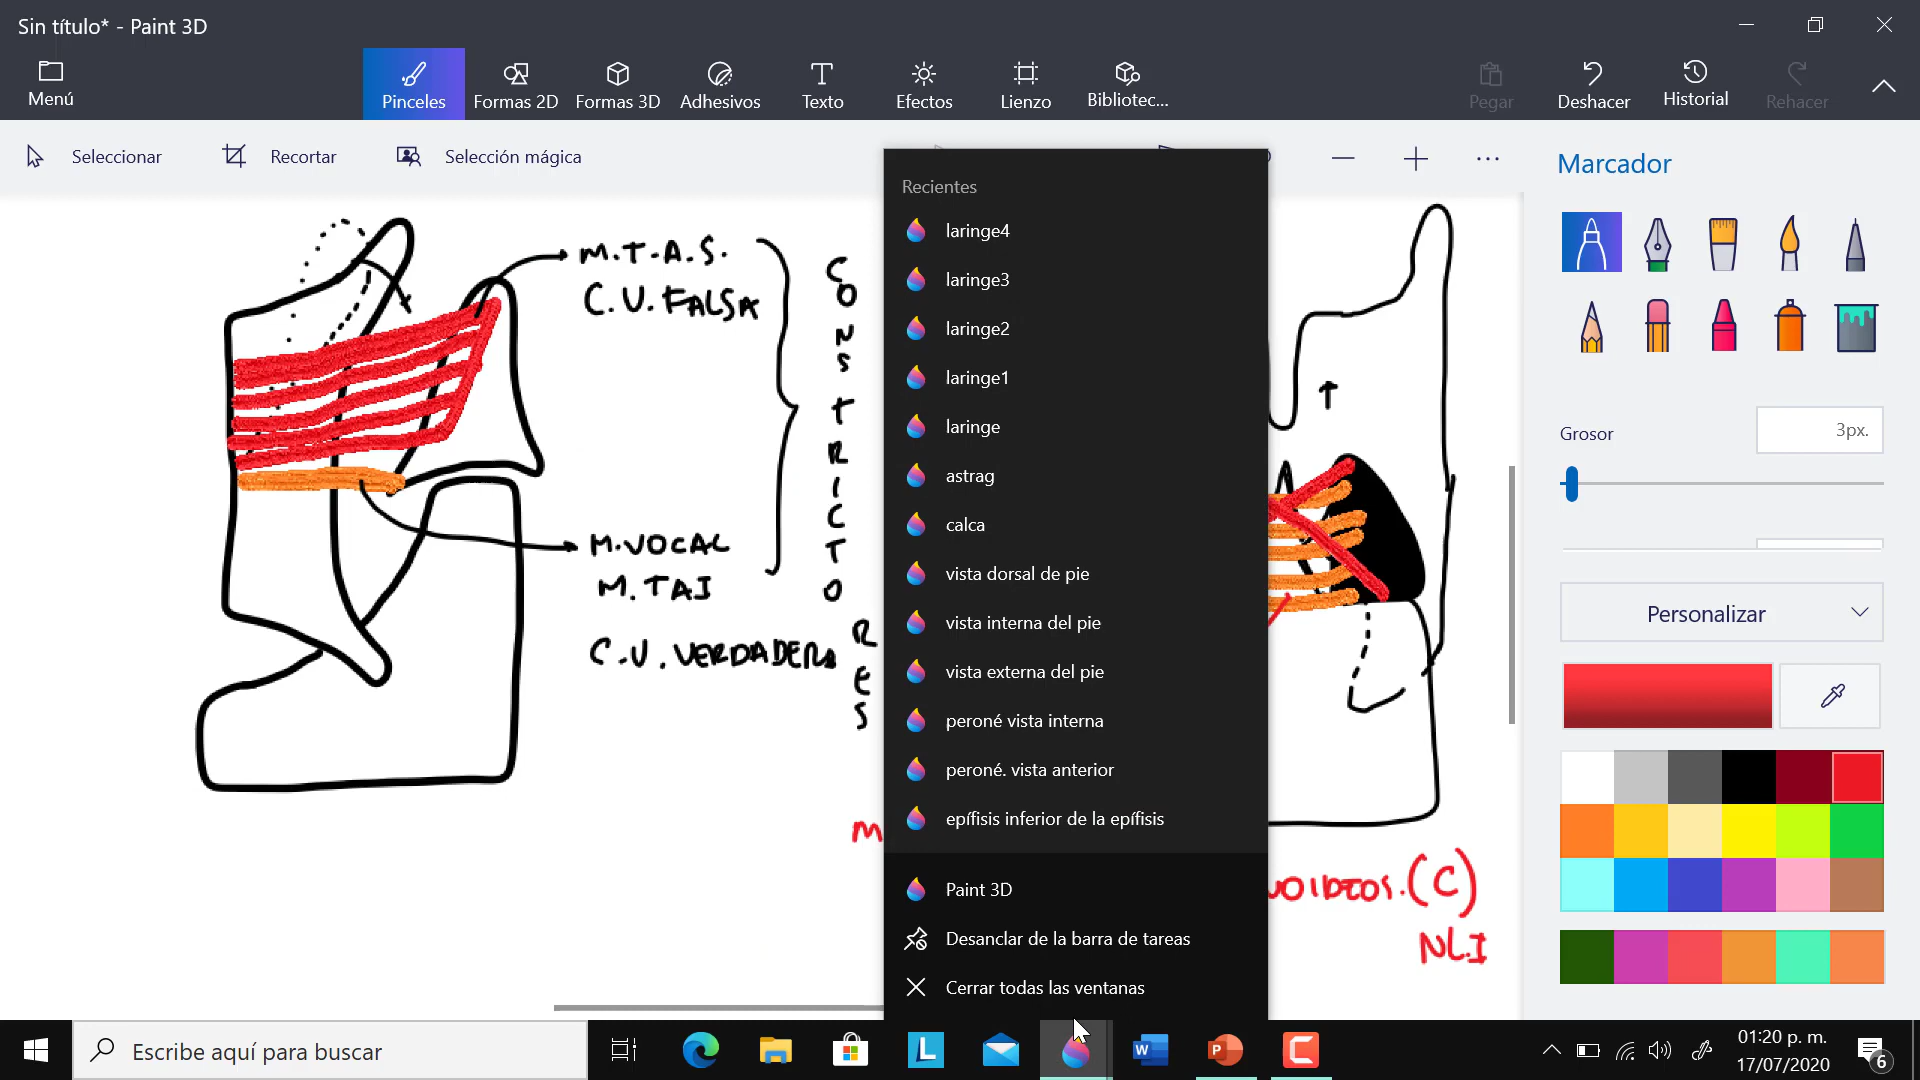 Sin título* - Paint 3D
Menú
Pinceles
Formas 2D
Formas 3D
Adhesivos
Texto
Efectos
Lienzo
Bibliotec...
Pegar
Deshacer
Historial
Rehacer
Seleccionar
Recortar
Selección mágica
Marcador
Grosor
3px.
Personalizar
M.T.A.S.
C.V.FALSA
M.VOCAL
M.TAI
C.V.VERDADERA
CONSTRICTORES
(C)
NLI
Recientes
laringe4
laringe3
laringe2
laringe1
laringe
astrag
calca
vista dorsal de pie
vista interna del pie
vista externa del pie
peroné vista interna
peroné. vista anterior
epífisis inferior de la epífisis
Paint 3D
Desanclar de la barra de tareas
Cerrar todas las ventanas
Escribe aquí para buscar
01:20 p. m.
17/07/2020
6